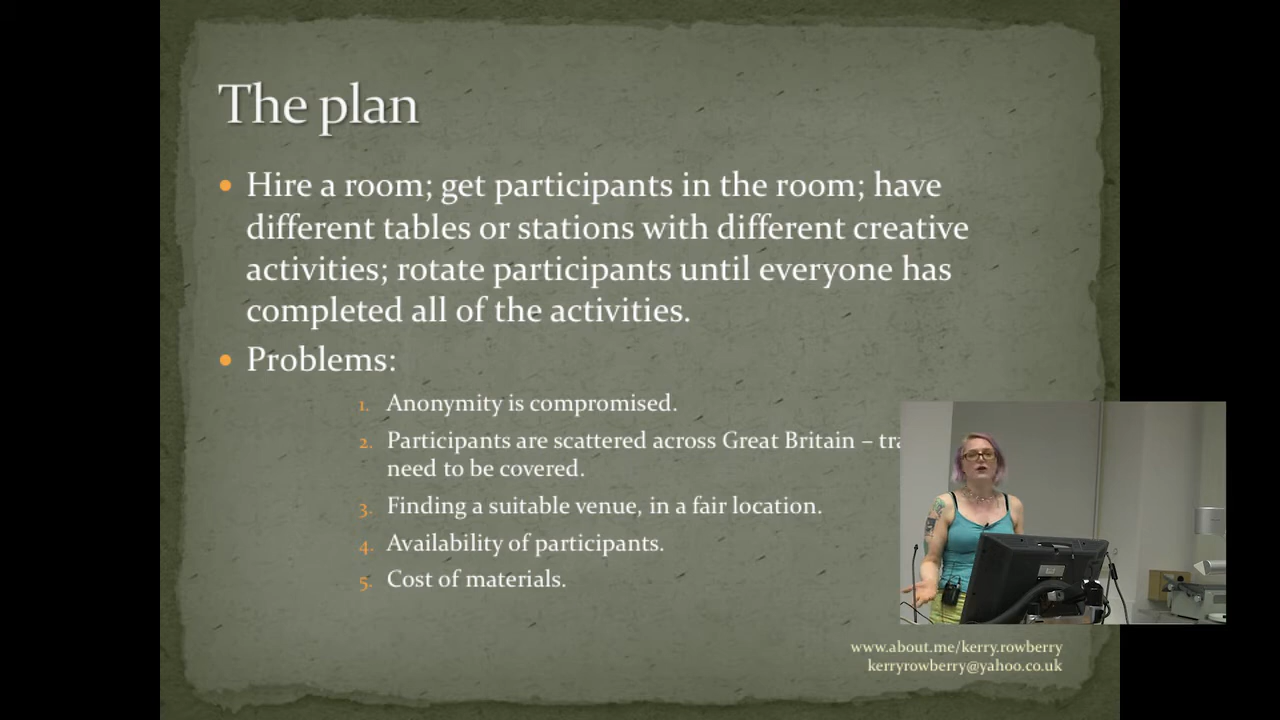 The plan
Hire a room; get participants in the room; have
different tables or stations with different creative
activities; rotate participants until everyone has
completed all of the activities.
Problems:
1. Anonymity is compromised.
2. Participants are scattered across Great Britain –
need to be covered.
3. Finding a suitable venue, in a fair location.
4. Availability of participants.
5. Cost of materials.
www.about.me/kerry.rowberry
kerryrowberry@yahoo.co.uk